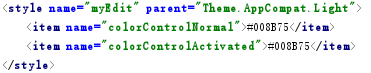 <style name="myEdit" parent="Theme.AppCompat.Light">
    <item name="colorControlNormal">#008B75</item>
    <item name="colorControlActivated">#008B75</item>
</style>